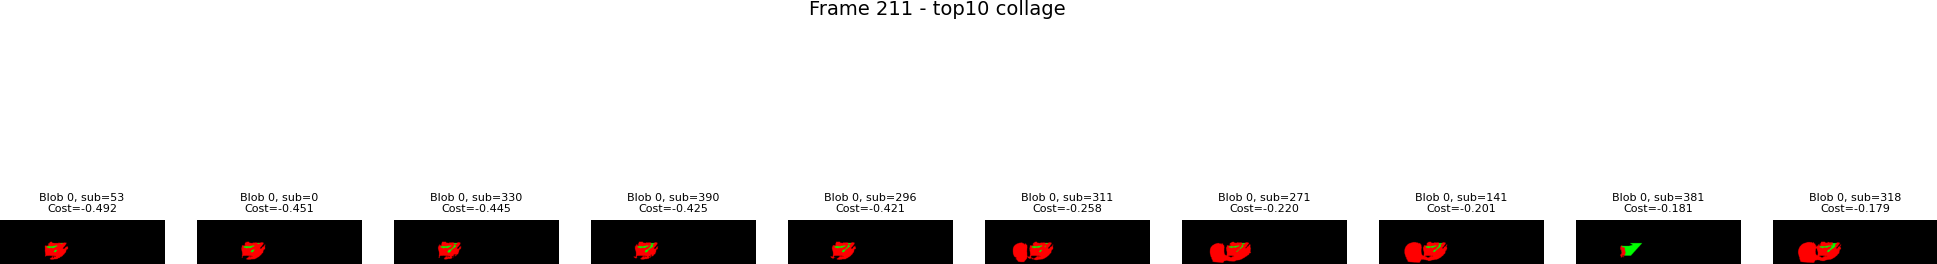 Frame 211 - top10 collage
Blob 0, sub=53
Cost=-0.492
Blob 0, sub=0
Cost=-0.451
Blob 0, sub=330
Cost=-0.445
Blob 0, sub=390
Cost=-0.425
Blob 0, sub=296
Cost=-0.421
Blob 0, sub=311
Cost=-0.258
Blob 0, sub=271
Cost=-0.220
Blob 0, sub=141
Cost=-0.201
Blob 0, sub=381
Cost=-0.181
Blob 0, sub=318
Cost=-0.179